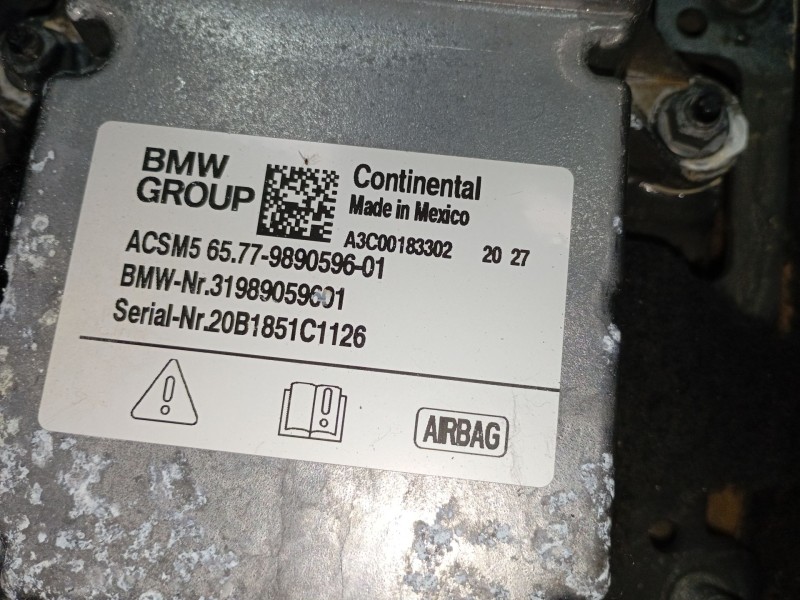 BMW
GROUP
Continental
Made in Mexico
A3C00183302 20 27
ACSM5 65.77-9890596-01
BMW-Nr.31989059601
Serial-Nr.20B1851C1126
AIRBAG